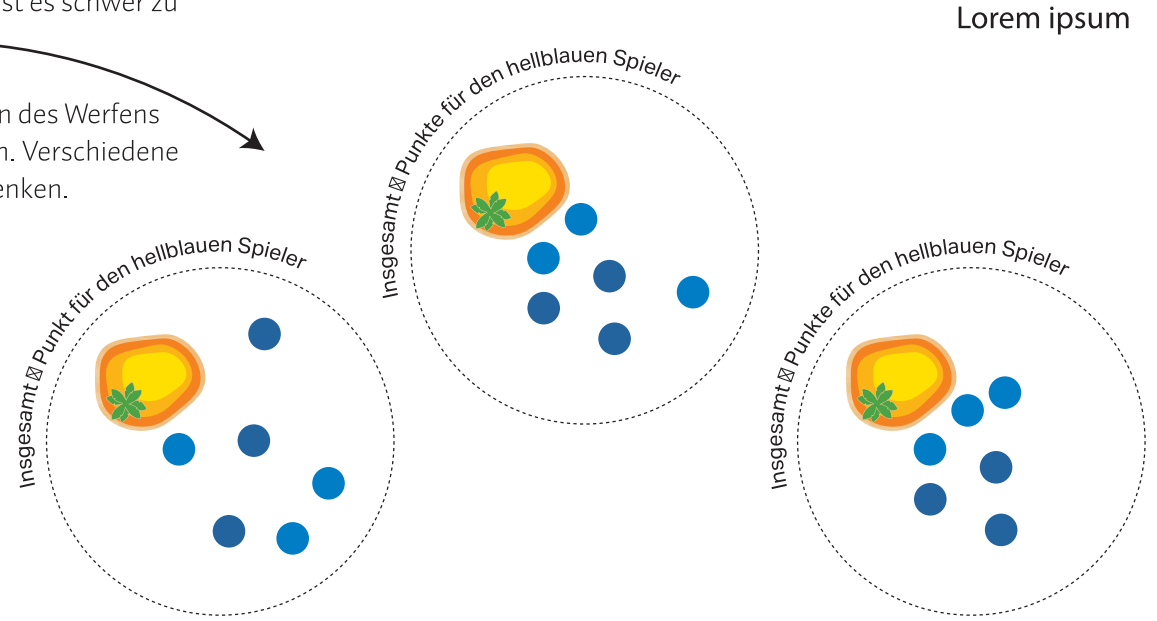 st es schwer zu
n des Werfens
n. Verschiedene
enken.
Lorem ipsum
Insgesamt ☒ Punkte für den hellblauen Spieler
Insgesamt ☒ Punkt für den hellblauen Spieler
Insgesamt ☒ Punkte für den hellblauen Spieler